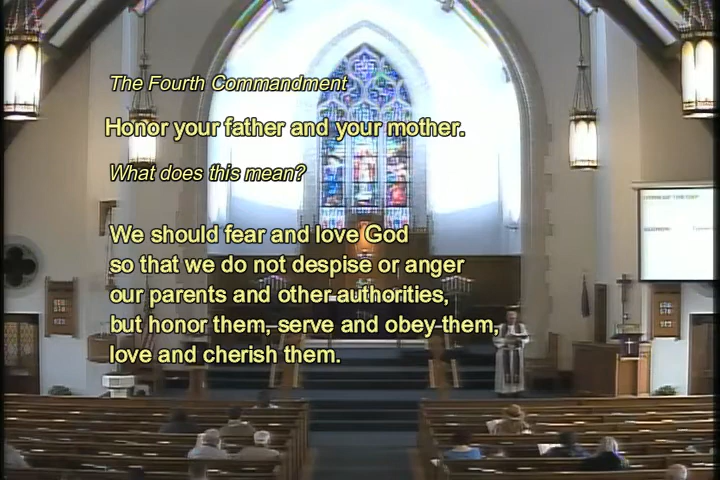 The Fourth Commandment
Honor your father and your mother.
What does this mean?
We should fear and love God
so that we do not despise or anger
our parents and other authorities,
but honor them, serve and obey them,
love and cherish them.